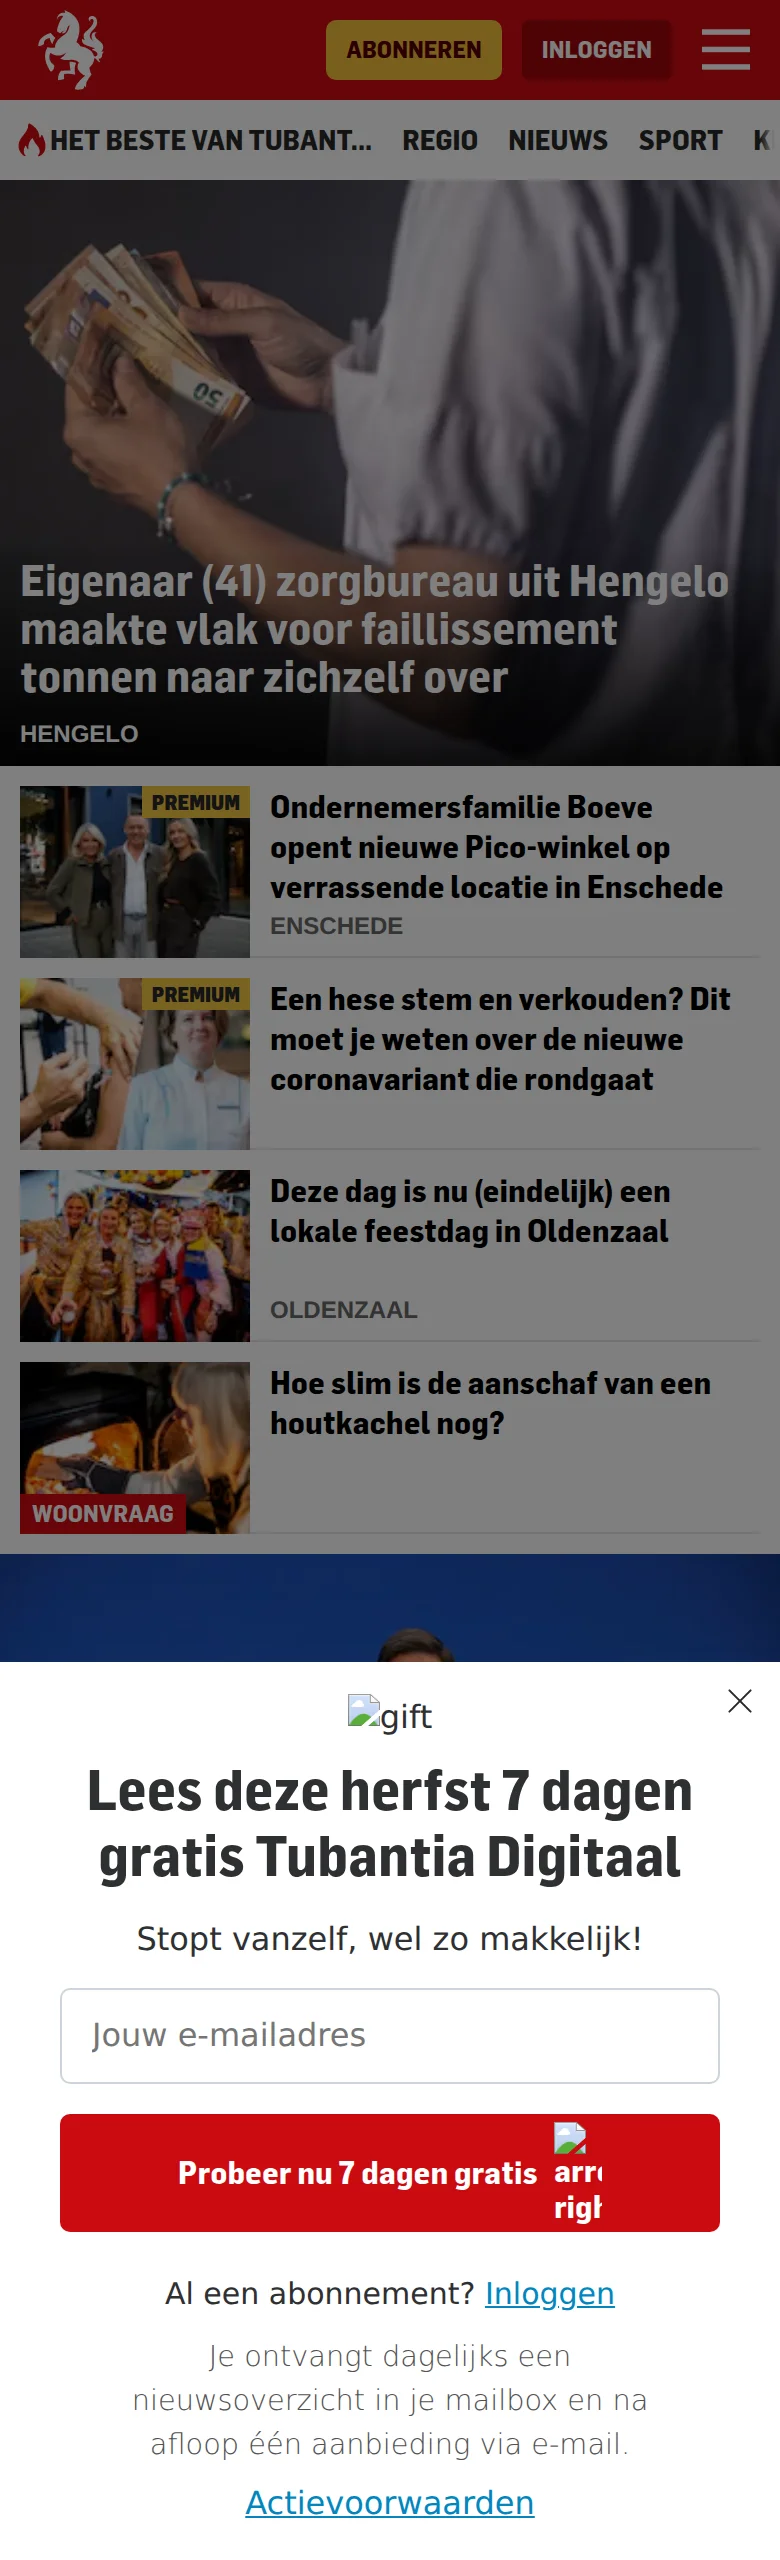 ABONNEREN
INLOGGEN
HET BESTE VAN TUBANT...
REGIO
NIEUWS
SPORT
K
50
Eigenaar (41) zorgbureau uit Hengelo
maakte vlak voor faillissement
tonnen naar zichzelf over
HENGELO
PREMIUM
Ondernemersfamilie Boeve
opent nieuwe Pico-winkel op
verrassende locatie in Enschede
ENSCHEDE
PREMIUM
Een hese stem en verkouden? Dit
moet je weten over de nieuwe
coronavariant die rondgaat
Deze dag is nu (eindelijk) een
lokale feestdag in Oldenzaal
OLDENZAAL
Hoe slim is de aanschaf van een
houtkachel nog?
WOONVRAAG
gift
Lees deze herfst 7 dagen
gratis Tubantia Digitaal
Stopt vanzelf, wel zo makkelijk!
Jouw e-mailadres
Probeer nu 7 dagen gratis
arr
righ
Al een abonnement? Inloggen
Je ontvangt dagelijks een
nieuwsoverzicht in je mailbox en na
afloop één aanbieding via e-mail.
Actievoorwaarden